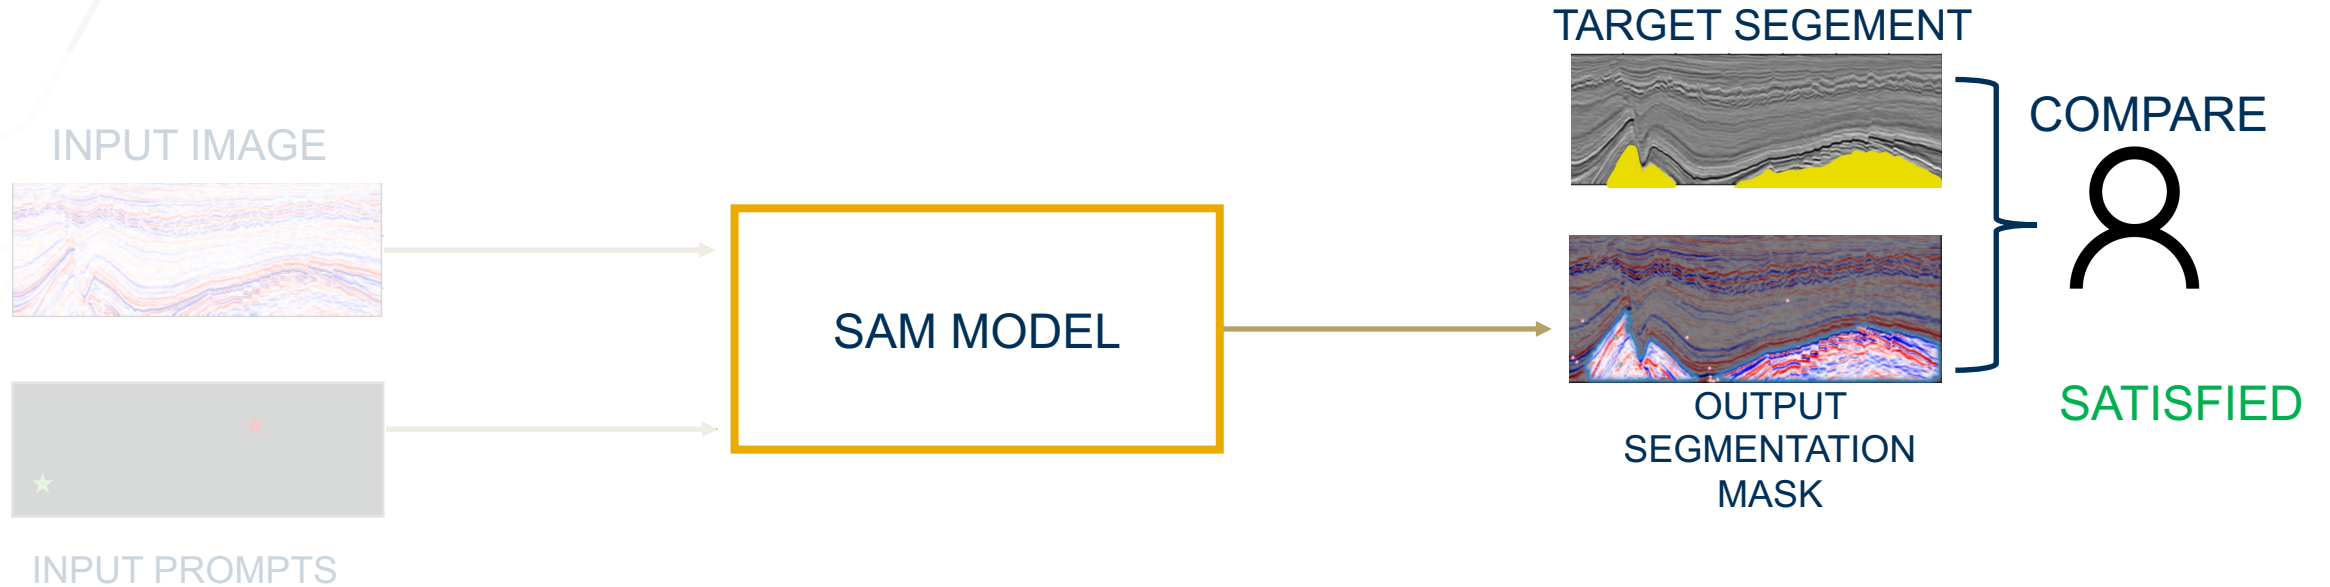 INPUT IMAGE
INPUT PROMPTS
SAM MODEL
TARGET SEGEMENT
OUTPUT
SEGMENTATION
MASK
COMPARE
SATISFIED